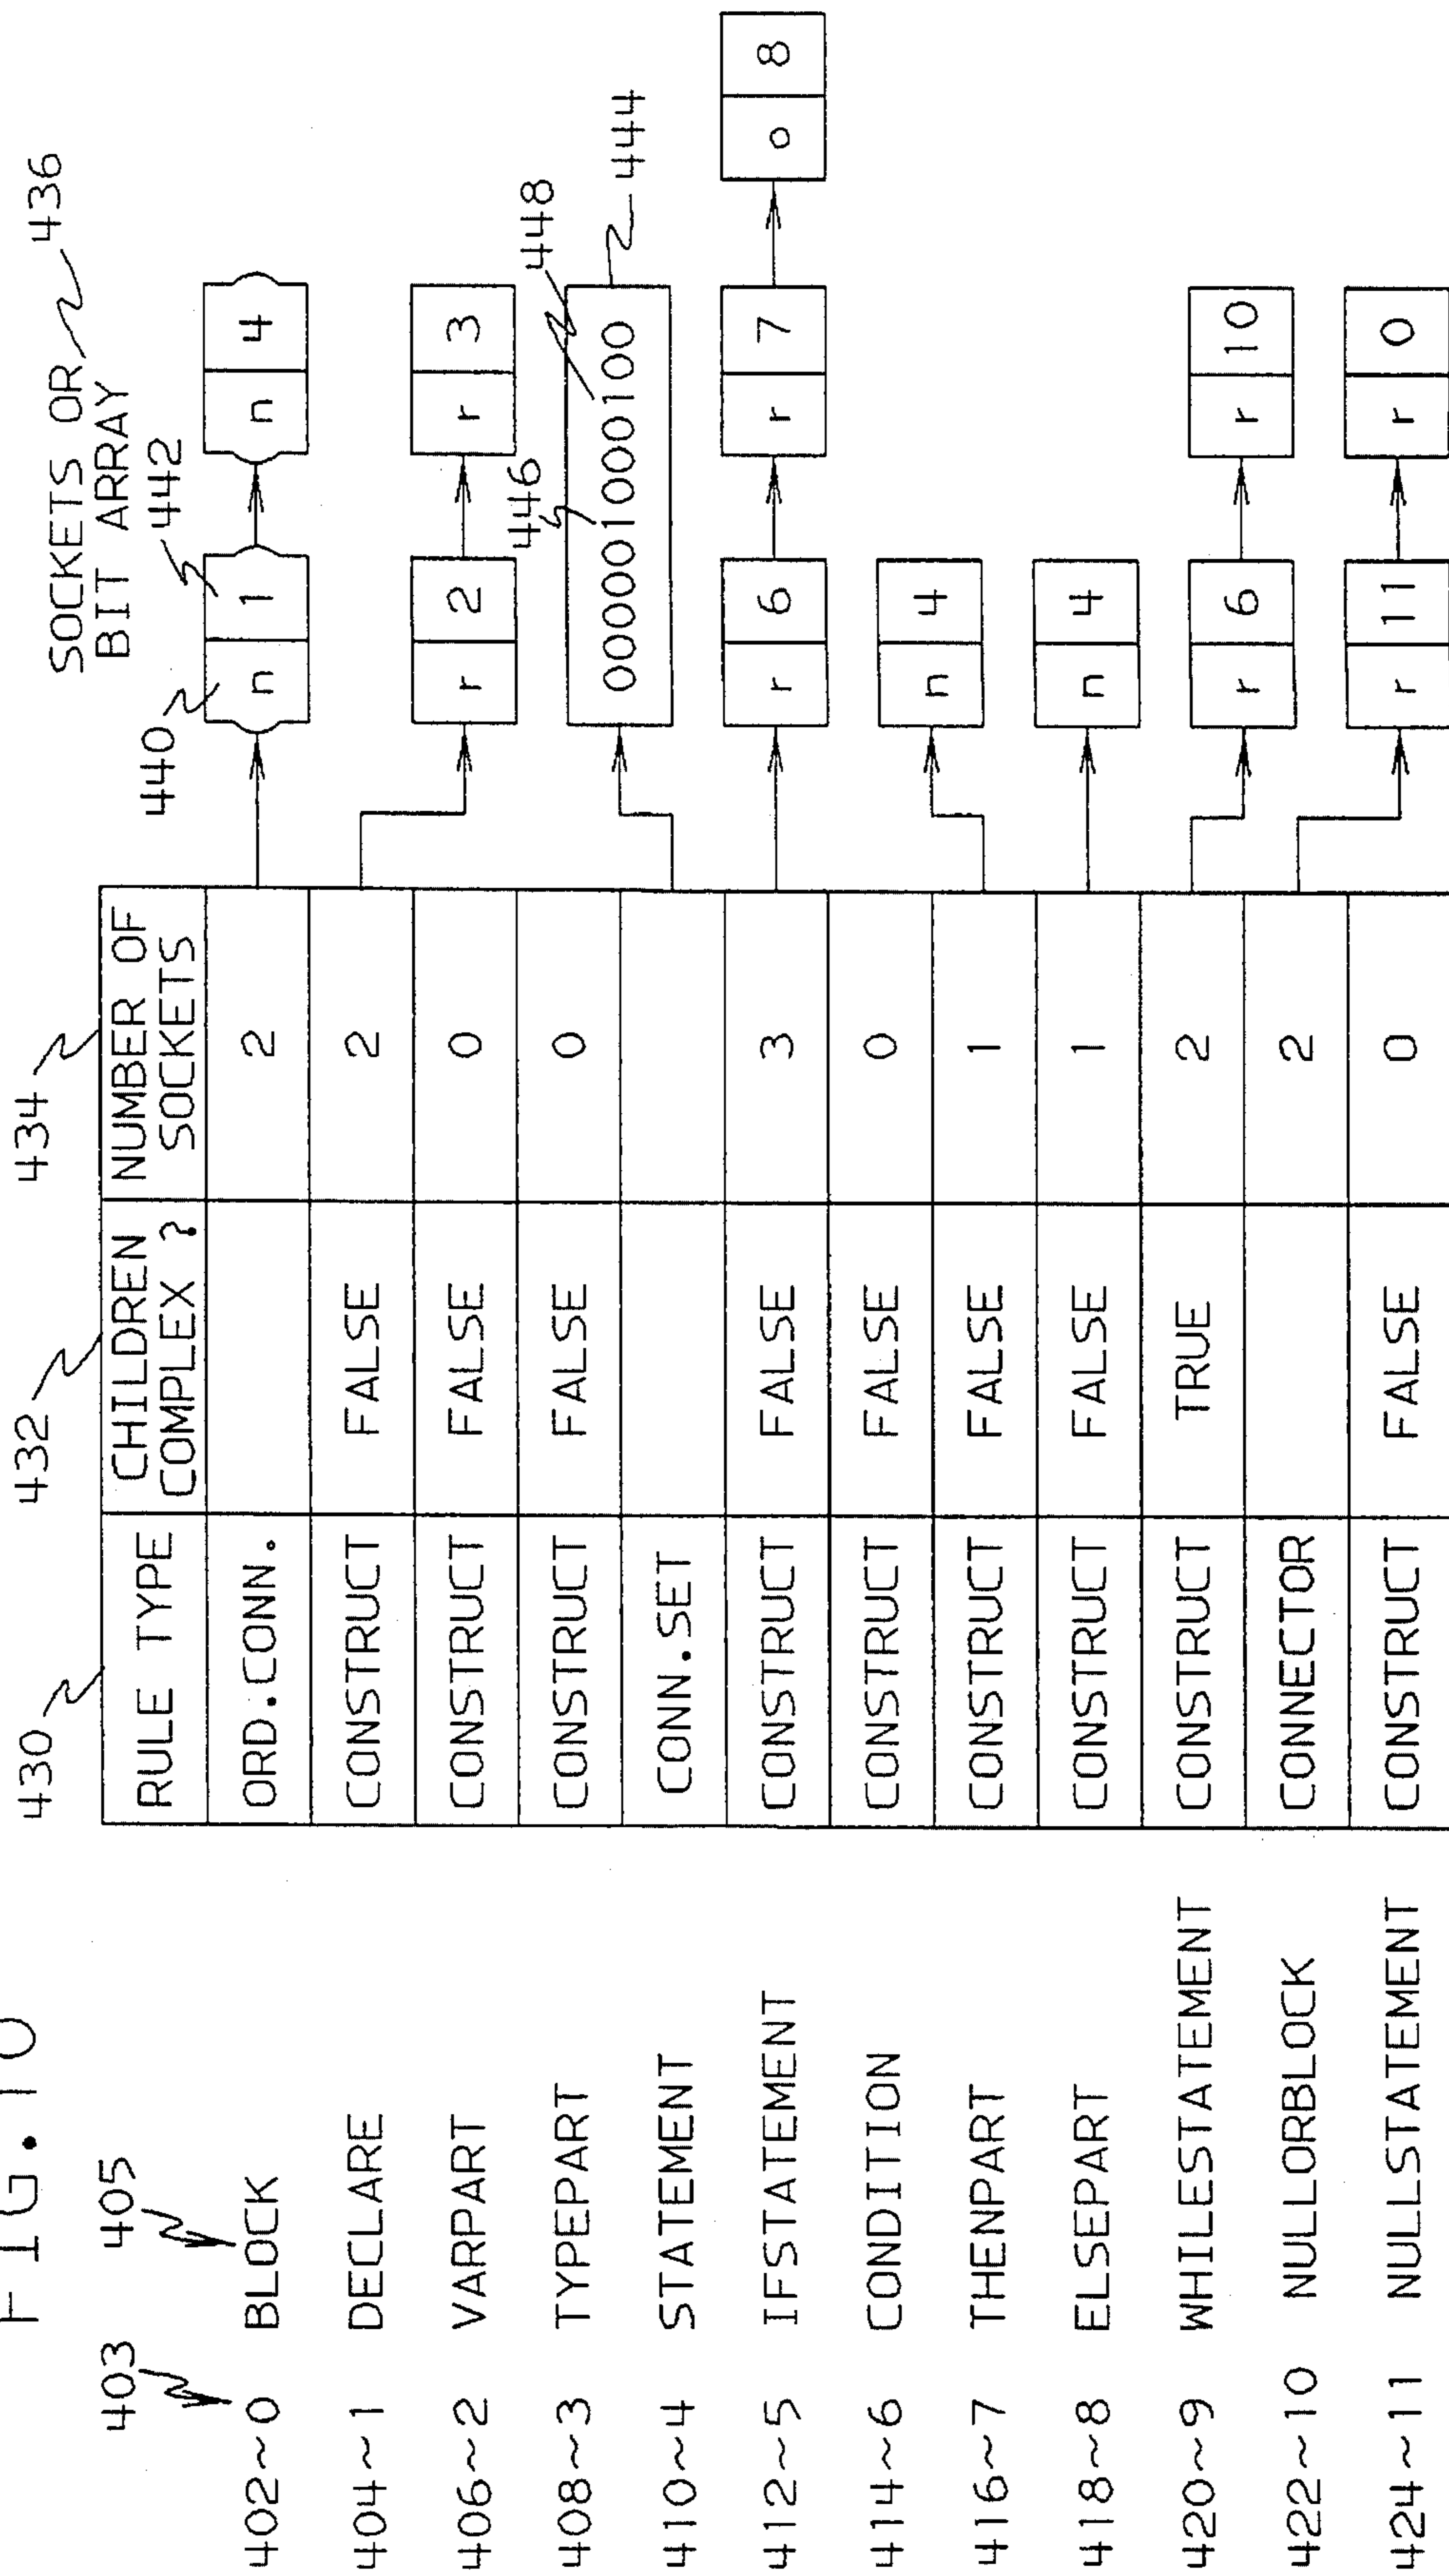 FIG. 10
430 432 434
SOCKETS OR 436
BIT ARRAY
403 405
RULE TYPE CHILDREN COMPLEX ? NUMBER OF SOCKETS
440 442
402~0 BLOCK ORD.CONN. 2 n 1 n 4
404~1 DECLARE CONSTRUCT FALSE 2
406~2 VARPART CONSTRUCT FALSE 0 r 2 r 3
408~3 TYPEPART CONSTRUCT FALSE 0
446 448
000001000100 444
410~4 STATEMENT CONN.SET
412~5 IFSTATEMENT CONSTRUCT FALSE 3 r 6 r 7 o 8
414~6 CONDITION CONSTRUCT FALSE 0
n 4
416~7 THENPART CONSTRUCT FALSE 1
418~8 ELSEPART CONSTRUCT FALSE 1 n 4
420~9 WHILESTATEMENT CONSTRUCT TRUE 2
r 6 r 10
422~10 NULLORBLOCK CONNECTOR 2
424~11 NULLSTATEMENT CONSTRUCT FALSE 0 r 11 r 0